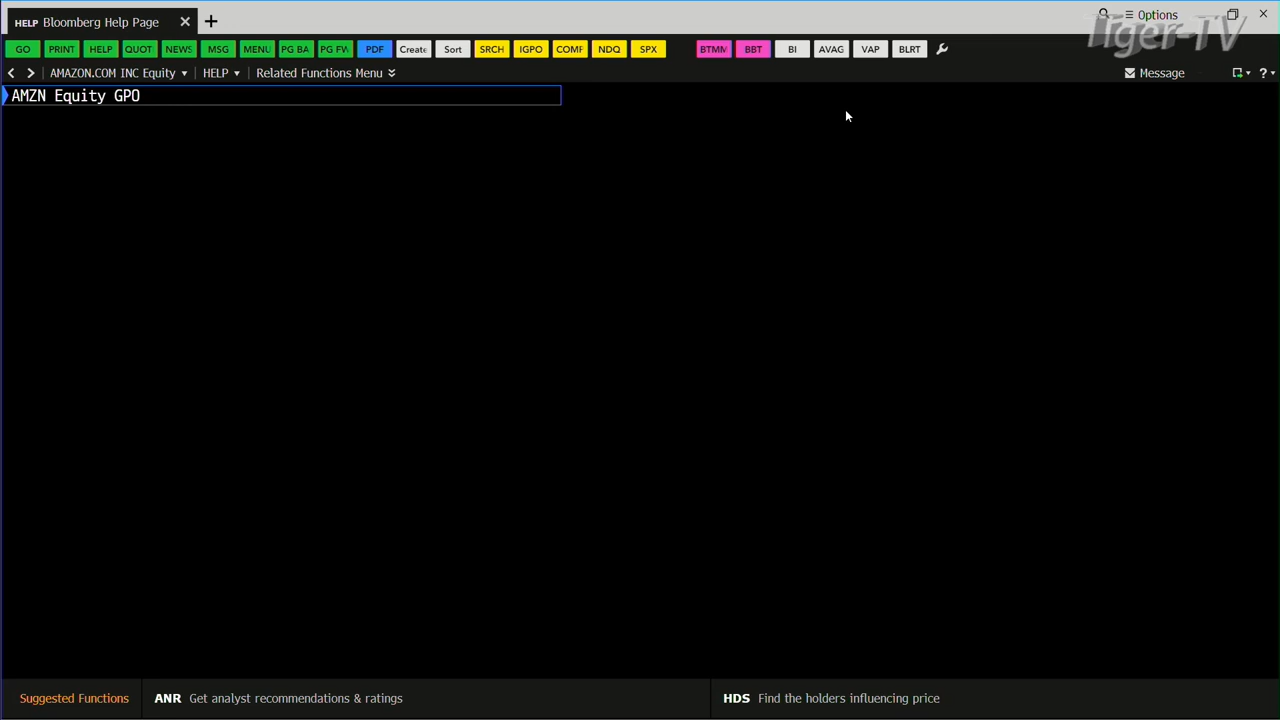 HELP Bloomberg Help Page
Options
Tiger-TV
GO PRINT HELP QUOT NEWS MSG MENU PG BA PG FW PDF Create Sort SRCH IGPO COMF NDQ SPX BTMM BBT BI AVAG VAP BLRT
AMAZON.COM INC Equity HELP Related Functions Menu Message ?
AMZN Equity GPO
Suggested Functions ANR Get analyst recommendations & ratings HDS Find the holders influencing price